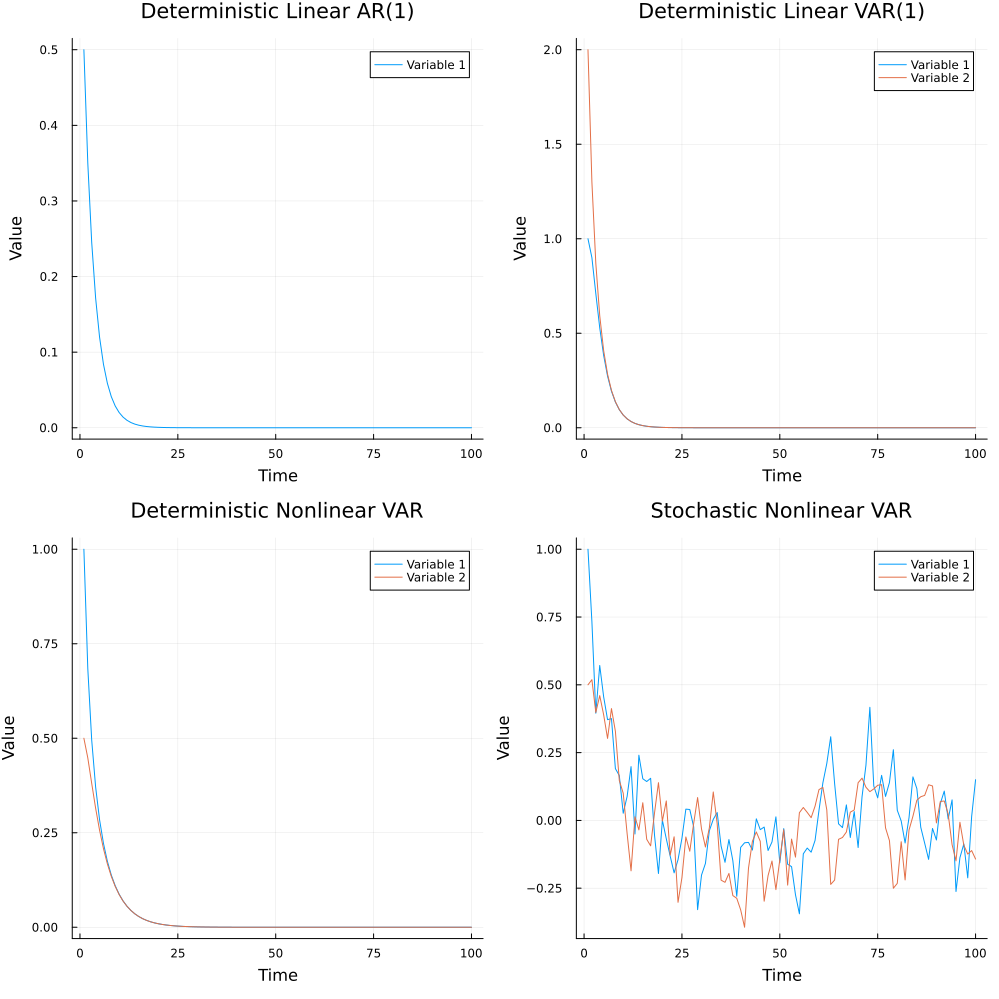 Deterministic Linear AR(1)
Variable 1
0.5
0.4
0.3
0.2
0.1
0.0
Value
0 25 50 75 100
Time
Deterministic Linear VAR(1)
Variable 1
Variable 2
2.0
1.5
1.0
0.5
0.0
Value
0 25 50 75 100
Time
Deterministic Nonlinear VAR
Variable 1
Variable 2
1.00
0.75
0.50
0.25
0.00
Value
0 25 50 75 100
Time
Stochastic Nonlinear VAR
Variable 1
Variable 2
1.00
0.75
0.50
0.25
0.00
−0.25
Value
0 25 50 75 100
Time